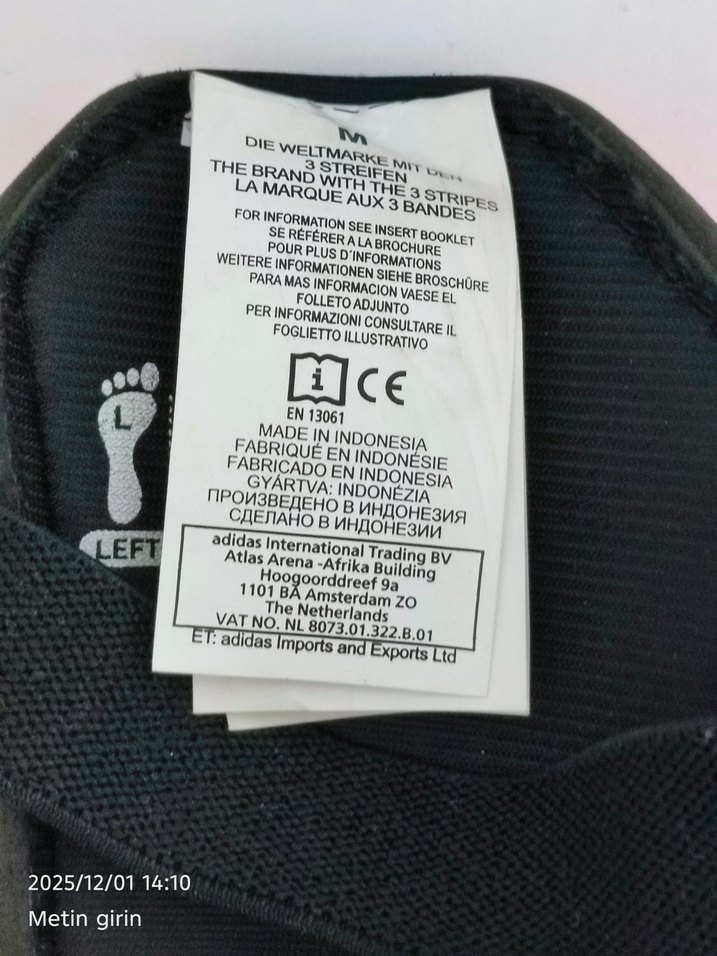 M
DIE WELTMARKE MIT DEN
3 STREIFEN
THE BRAND WITH THE 3 STRIPES
LA MARQUE AUX 3 BANDES
FOR INFORMATION SEE INSERT BOOKLET
SE RÉFÉRER A LA BROCHURE
POUR PLUS D'INFORMATIONS
WEITERE INFORMATIONEN SIEHE BROSCHÜRE
PARA MAS INFORMACION VAESE EL
FOLLETO ADJUNTO
PER INFORMAZIONI CONSULTARE IL
FOGLIETTO ILLUSTRATIVO
i CE
EN 13061
MADE IN INDONESIA
FABRIQUÉ EN INDONÉSIE
FABRICADO EN INDONESIA
GYÁRTVA: INDONÉZIA
ПРОИЗВЕДЕНО В ИНДОНЕЗИЯ
СДЕЛАНО В ИНДОНЕЗИИ
adidas International Trading BV
Atlas Arena -Afrika Building
Hoogoorddreef 9a
1101 BA Amsterdam ZO
The Netherlands
VAT NO. NL 8073.01.322.B.01
ET: adidas Imports and Exports Ltd
L
LEFT
2025/12/01 14:10
Metin girin